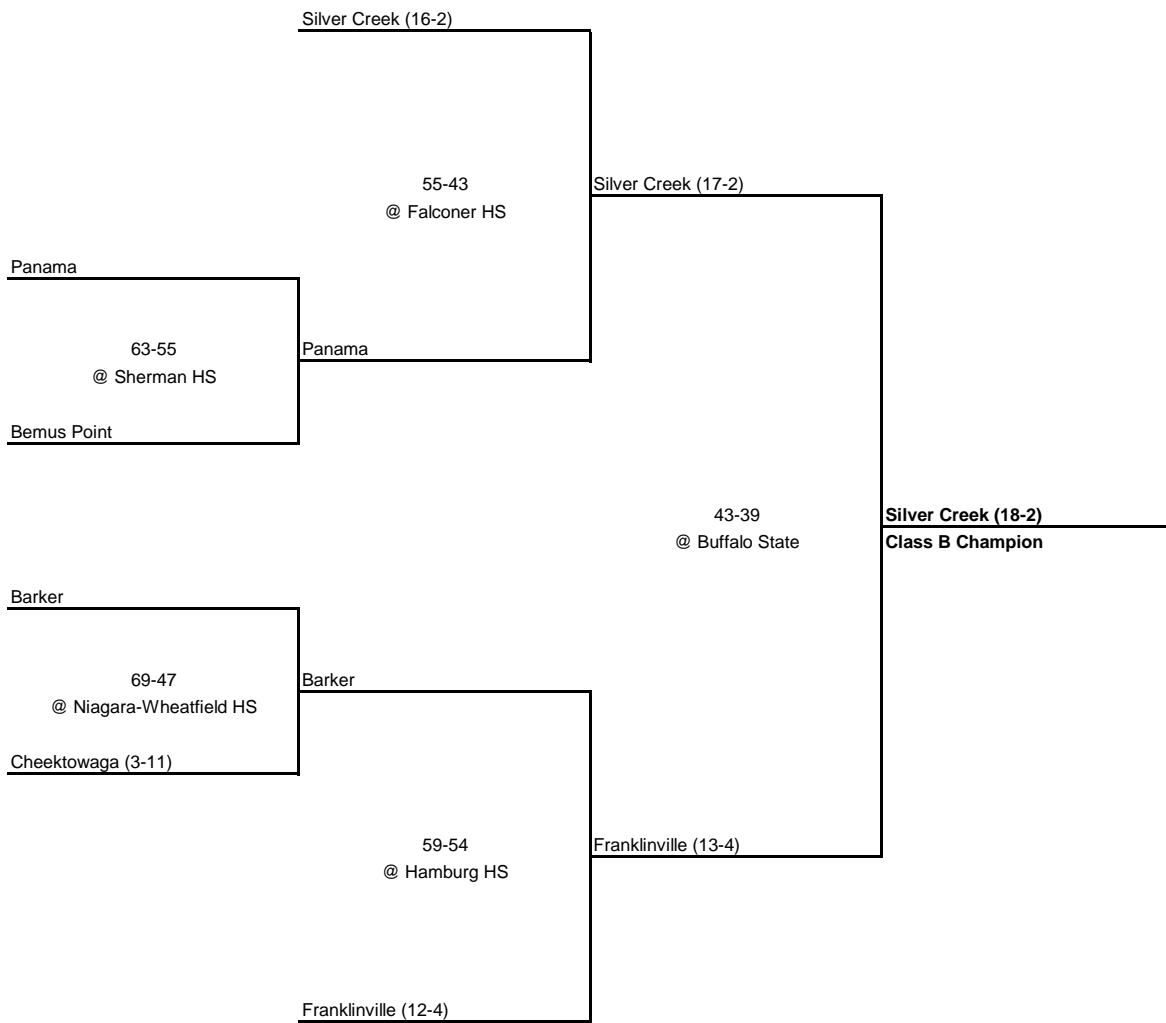 Silver Creek (16-2)
55-43
@ Falconer HS
Silver Creek (17-2)
Panama
63-55
@ Sherman HS
Panama
Bemus Point
43-39
@ Buffalo State
Silver Creek (18-2)
Class B Champion
Barker
69-47
@ Niagara-Wheatfield HS
Barker
Cheektowaga (3-11)
59-54
@ Hamburg HS
Franklinville (13-4)
Franklinville (12-4)